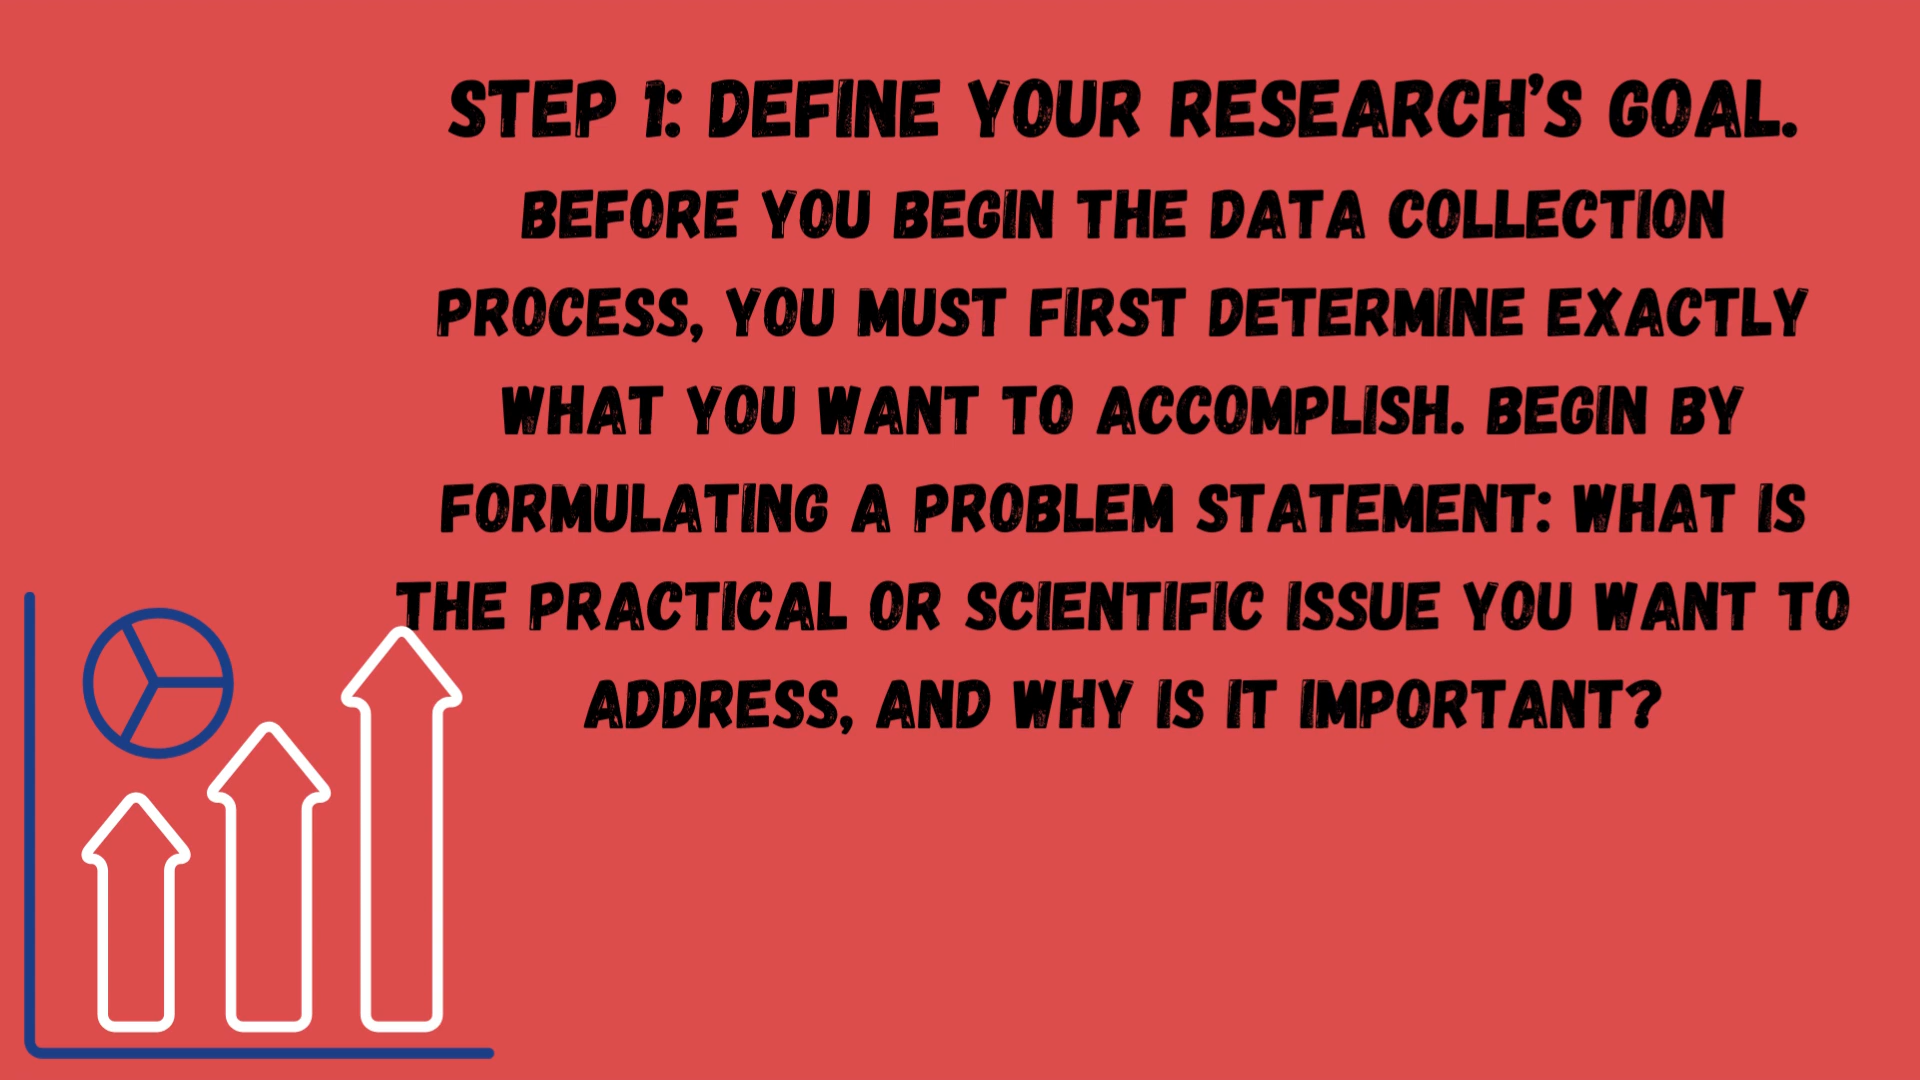 STEP 1: DEFINE YOUR RESEARCH’S GOAL.
BEFORE YOU BEGIN THE DATA COLLECTION
PROCESS, YOU MUST FIRST DETERMINE EXACTLY
WHAT YOU WANT TO ACCOMPLISH. BEGIN BY
FORMULATING A PROBLEM STATEMENT: WHAT IS
THE PRACTICAL OR SCIENTIFIC ISSUE YOU WANT TO
ADDRESS, AND WHY IS IT IMPORTANT?